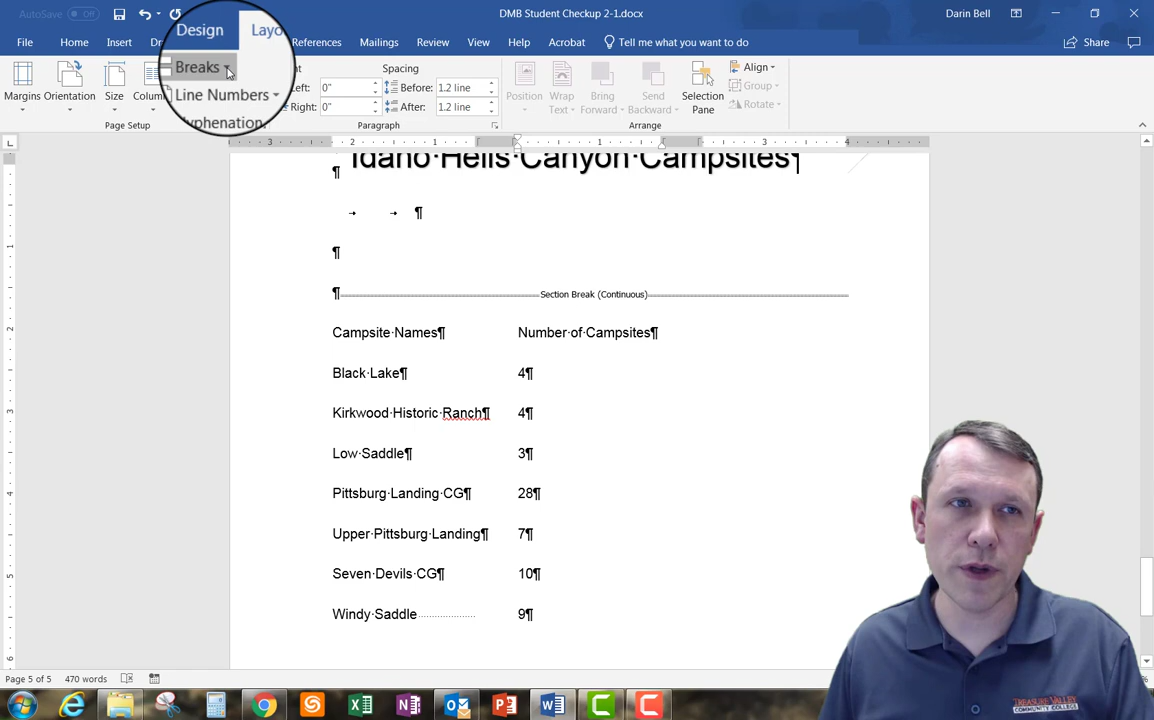 AutoSave Off
DMB Student Checkup 2-1.docx
Darin Bell
File Home Insert Design Layo References Mailings Review View Help Acrobat Tell me what you want to do Share
Breaks
Line Numbers
yphenation
Margins Orientation Size
Page Setup
Left: 0"
Right: 0"
Spacing
Before: 1.2 line
After: 1.2 line
Paragraph
Position Wrap Text Bring Forward Send Backward Selection Pane
Align
Group
Rotate
Arrange
Idaho·Hells·Canyon·Campsites¶
¶
→ → ¶
¶
¶ Section Break (Continuous)
Campsite·Names¶ Number·of·Campsites¶
Black·Lake¶ 4¶
Kirkwood·Historic·Ranch¶ 4¶
Low·Saddle¶ 3¶
Pittsburg·Landing·CG¶ 28¶
Upper·Pittsburg·Landing¶ 7¶
Seven·Devils·CG¶ 10¶
Windy·Saddle 9¶
Page 5 of 5 470 words
TREASURE VALLEY
COMMUNITY COLLEGE